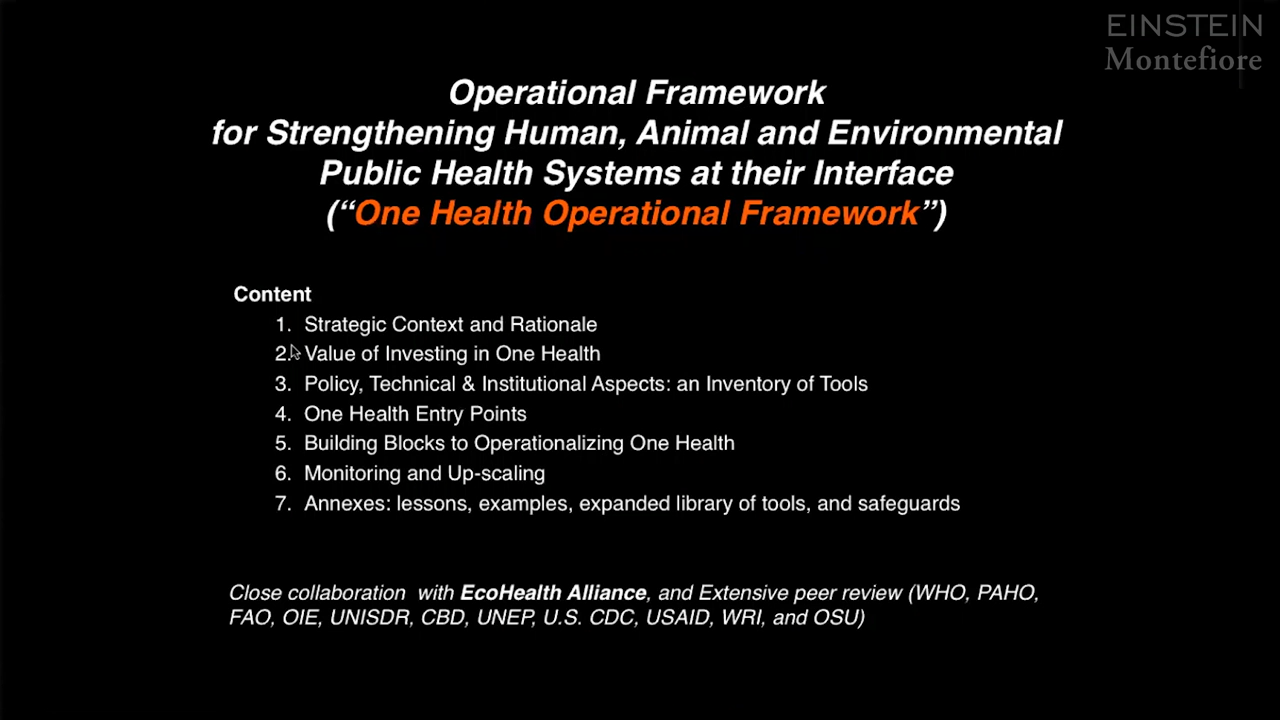 EINSTEIN
Montefiore
Operational Framework
for Strengthening Human, Animal and Environmental
Public Health Systems at their Interface
(“One Health Operational Framework”)
Content
1. Strategic Context and Rationale
2. Value of Investing in One Health
3. Policy, Technical & Institutional Aspects: an Inventory of Tools
4. One Health Entry Points
5. Building Blocks to Operationalizing One Health
6. Monitoring and Up-scaling
7. Annexes: lessons, examples, expanded library of tools, and safeguards
Close collaboration with EcoHealth Alliance, and Extensive peer review (WHO, PAHO,
FAO, OIE, UNISDR, CBD, UNEP, U.S. CDC, USAID, WRI, and OSU)